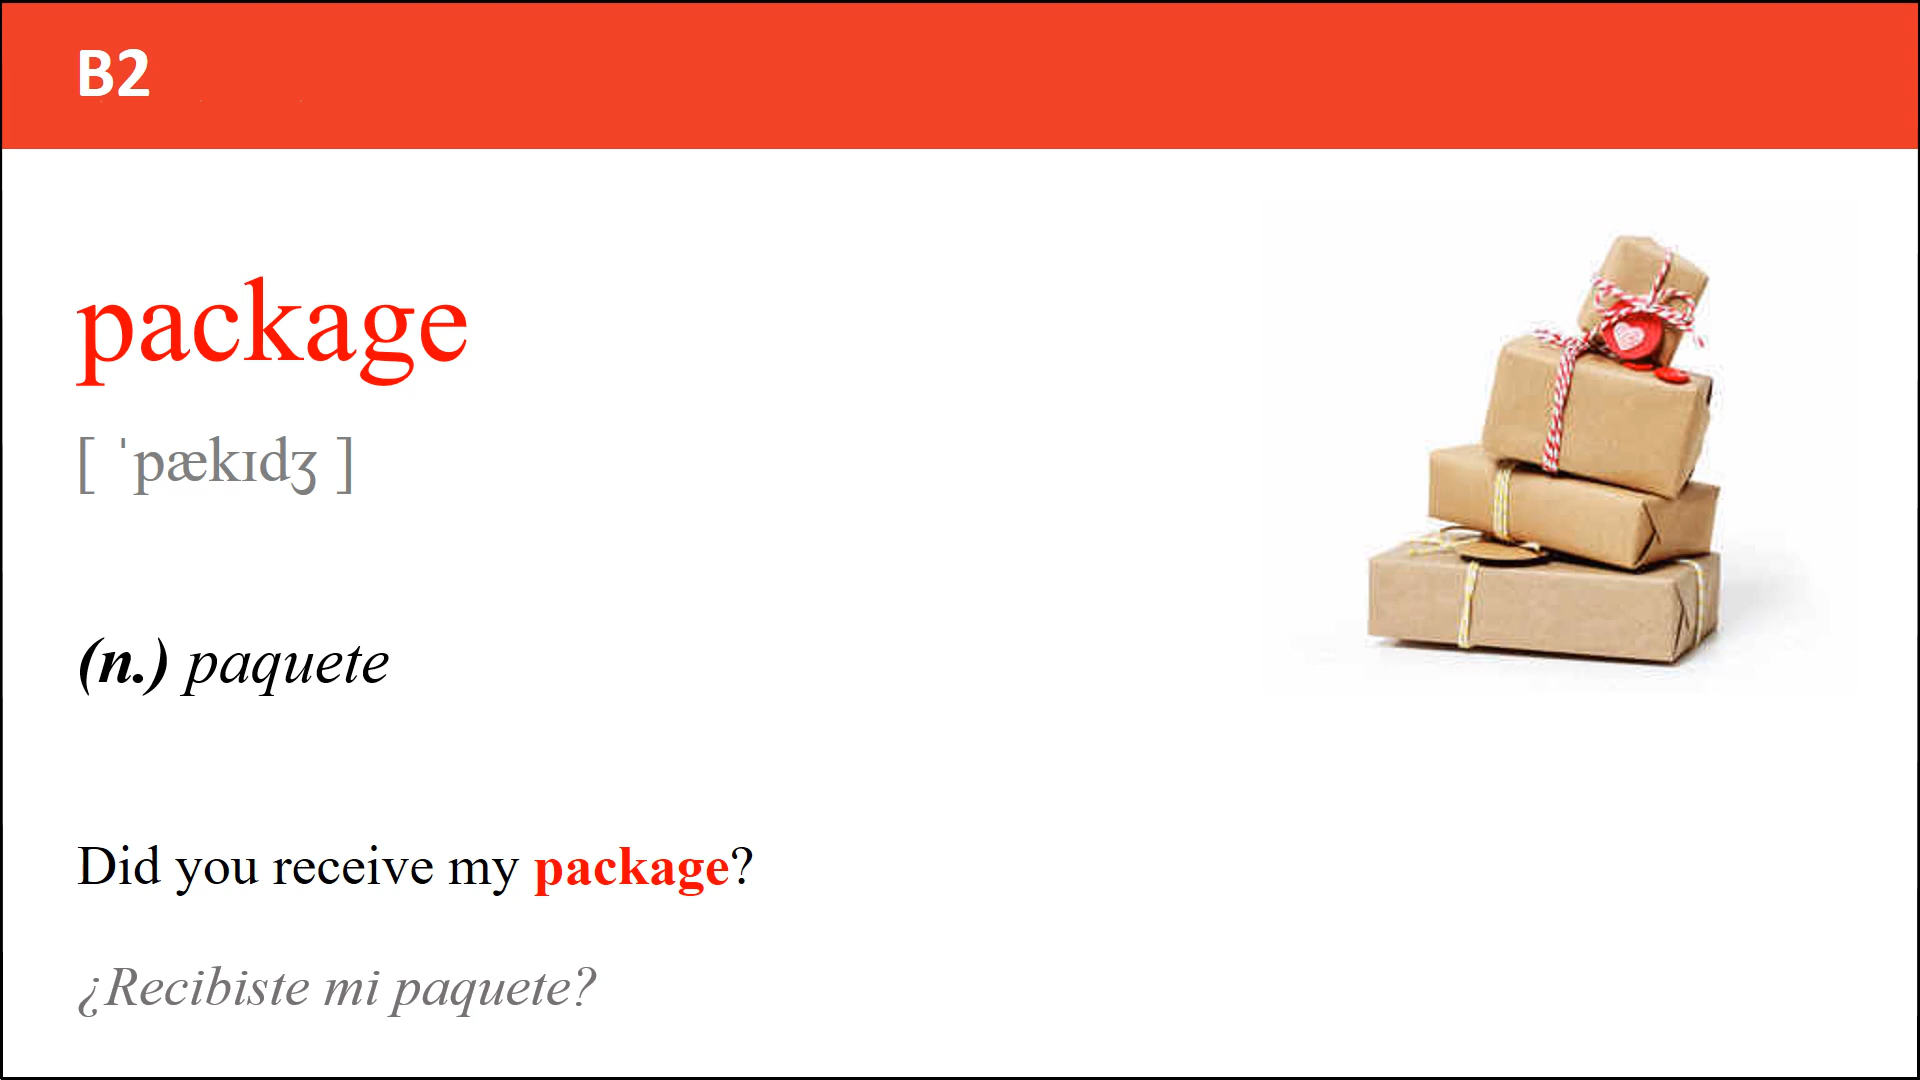 B2
package
[ ˈpækɪdʒ ]
(n.) paquete
Did you receive my package?
¿Recibiste mi paquete?